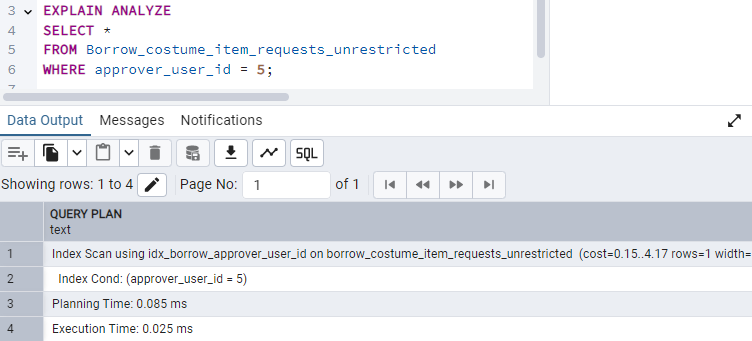 3 EXPLAIN ANALYZE
4 SELECT *
5 FROM Borrow_costume_item_requests_unrestricted
6 WHERE approver_user_id = 5;
7
Data Output Messages Notifications
SQL
Showing rows: 1 to 4 Page No: 1 of 1
QUERY PLAN
text
1 Index Scan using idx_borrow_approver_user_id on borrow_costume_item_requests_unrestricted (cost=0.15..4.17 rows=1 width=
2 Index Cond: (approver_user_id = 5)
3 Planning Time: 0.085 ms
4 Execution Time: 0.025 ms